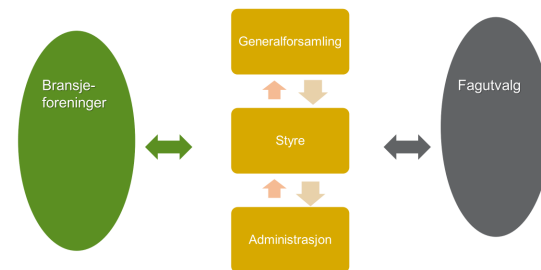 Generalforsamling
Bransje-
foreninger
Fagutvalg
Styre
Administrasjon